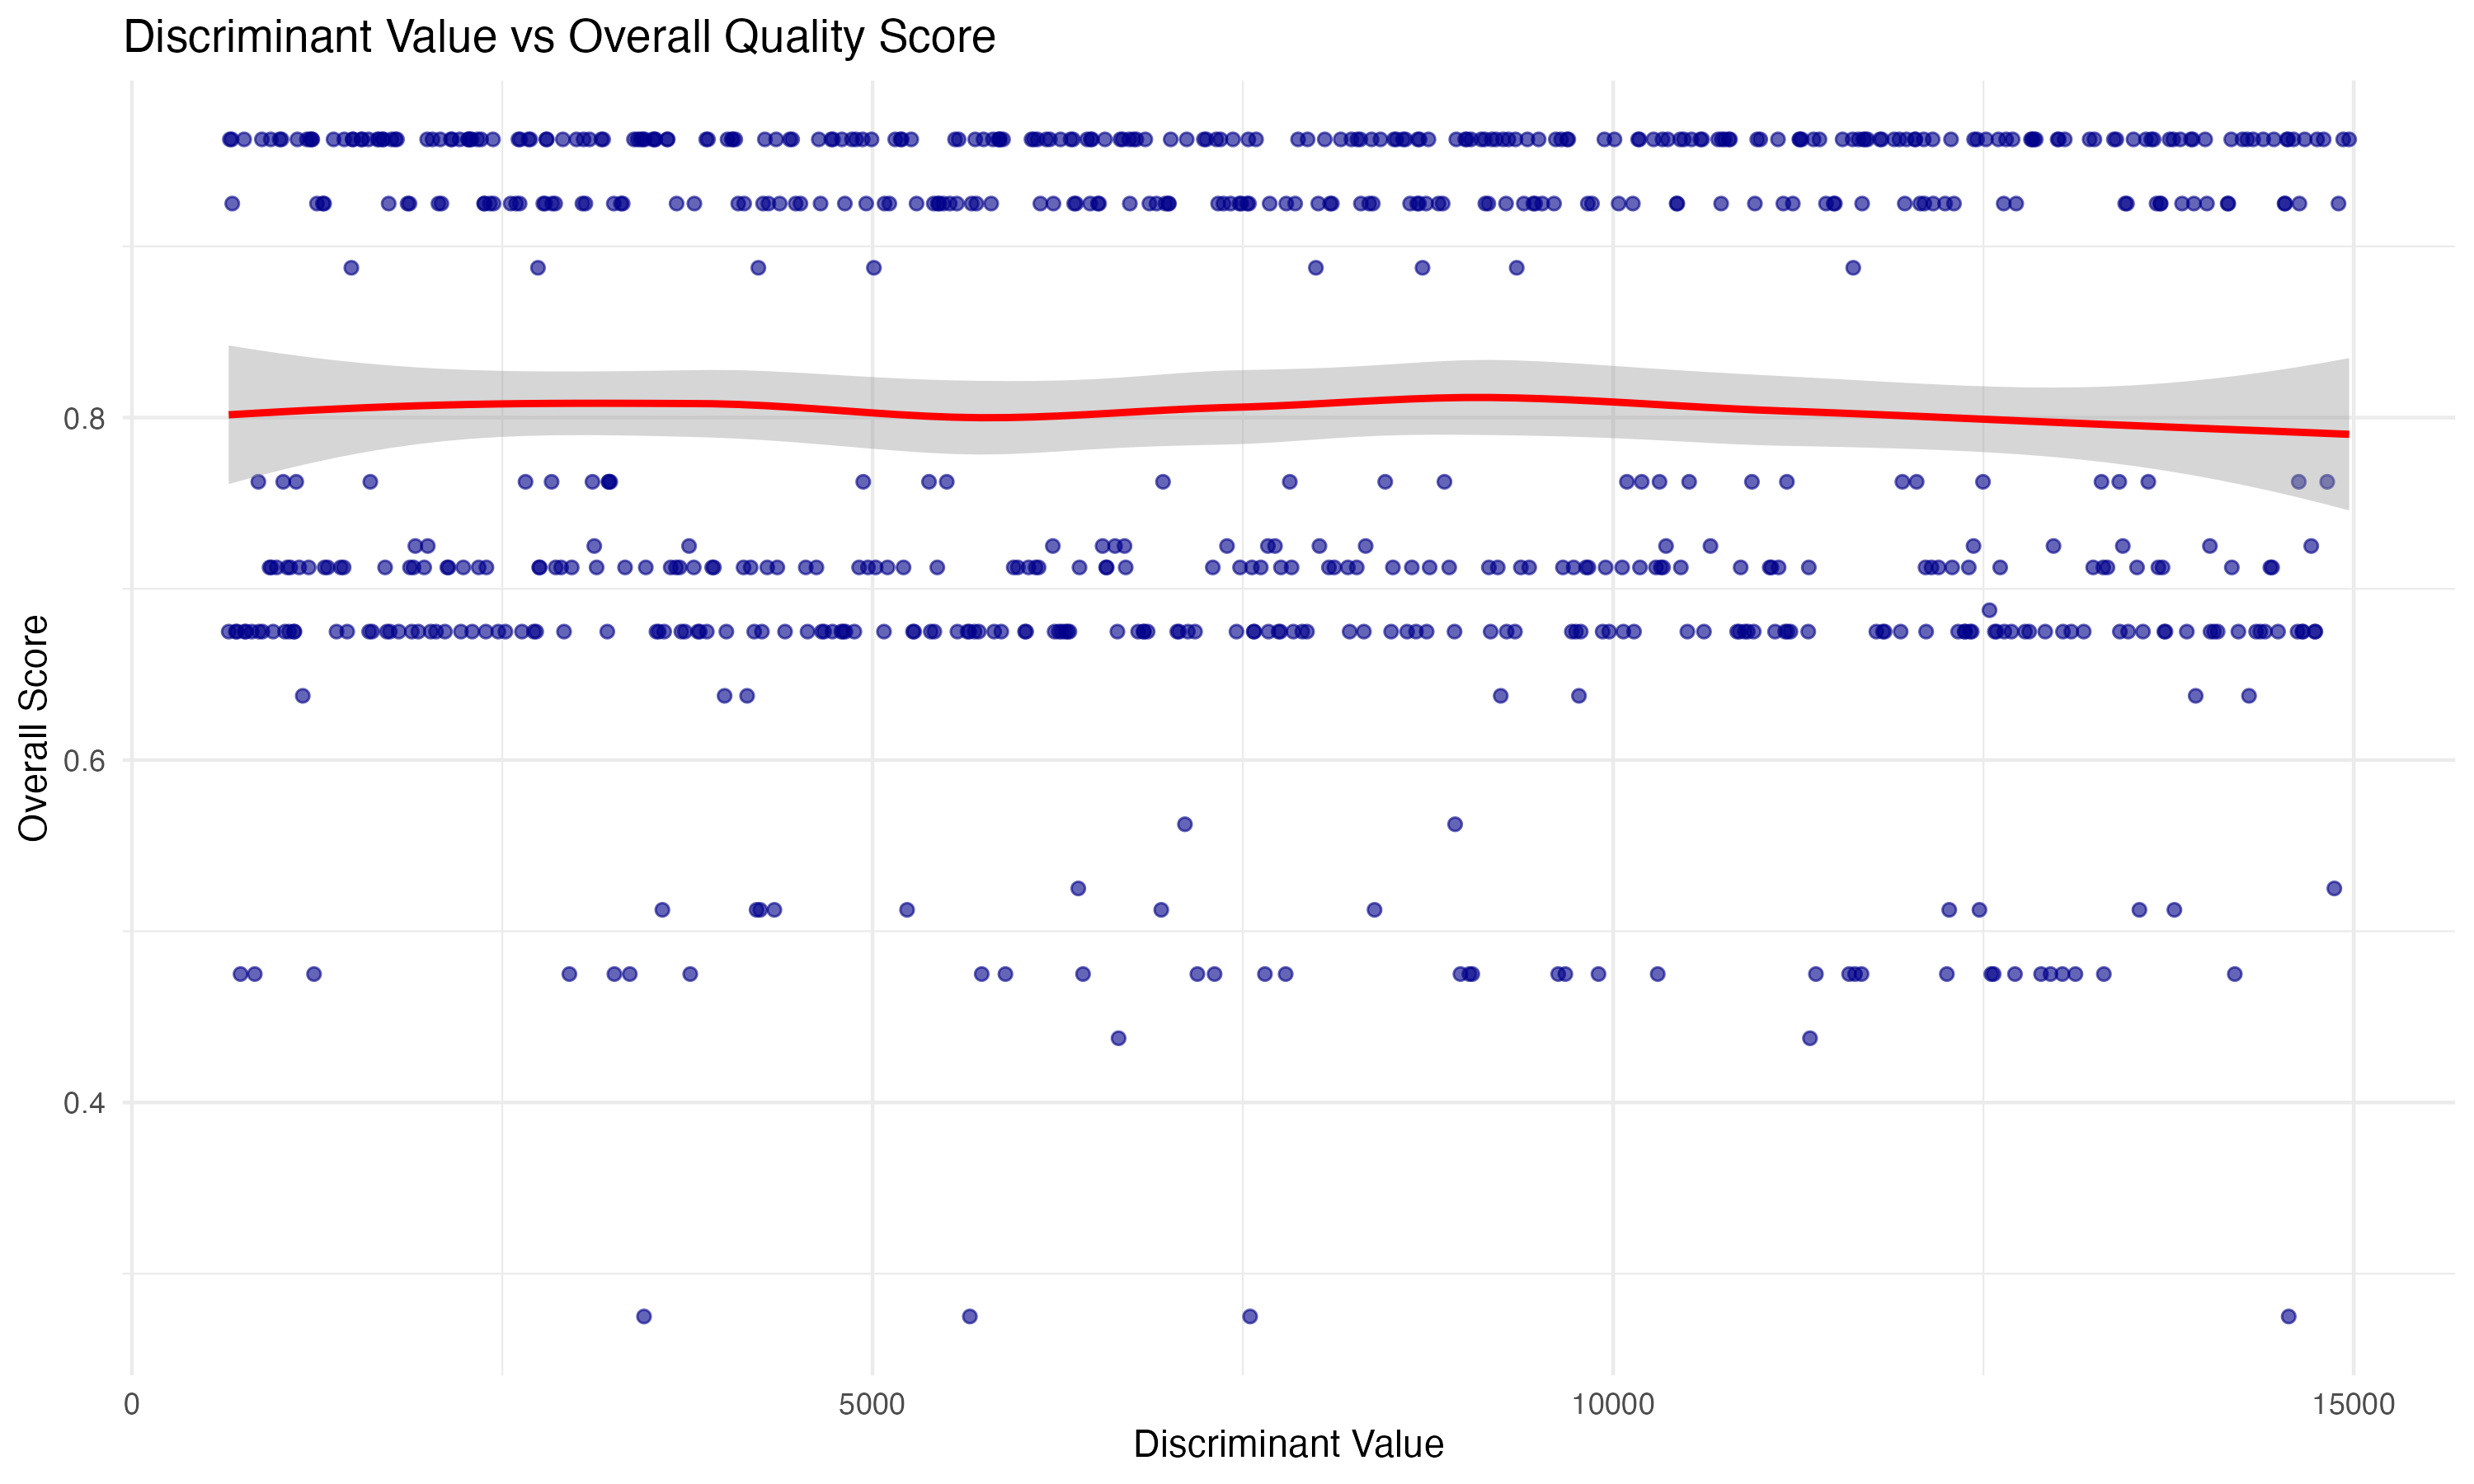 Discriminant Value vs Overall Quality Score
Overall Score
0.8
0.6
0.4
0
5000
10000
15000
Discriminant Value